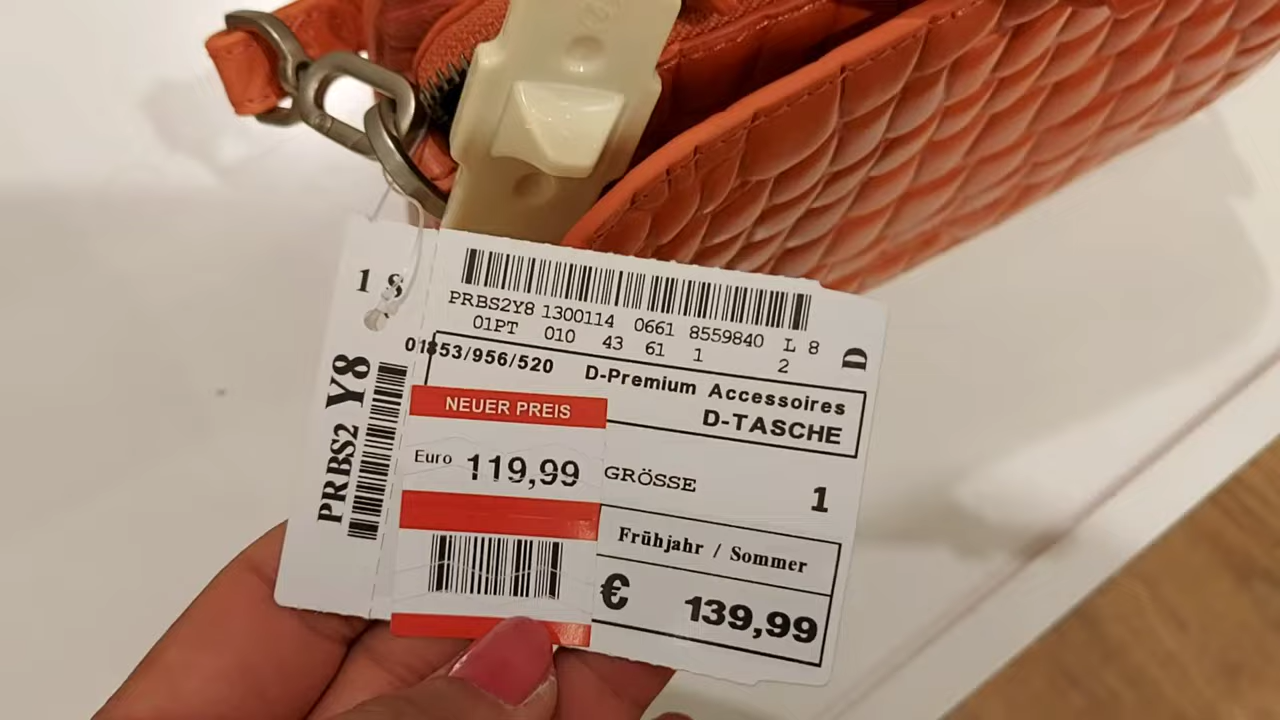 1 8
PRBS2 Y8
PRBS2Y8 1300114 0661 8559840 L 8
01PT 010 43 61 1 2
D
01853/956/520 D-Premium Accessoires
D-TASCHE
NEUER PREIS
Euro 119,99
GRÖSSE 1
Frühjahr / Sommer
€ 139,99